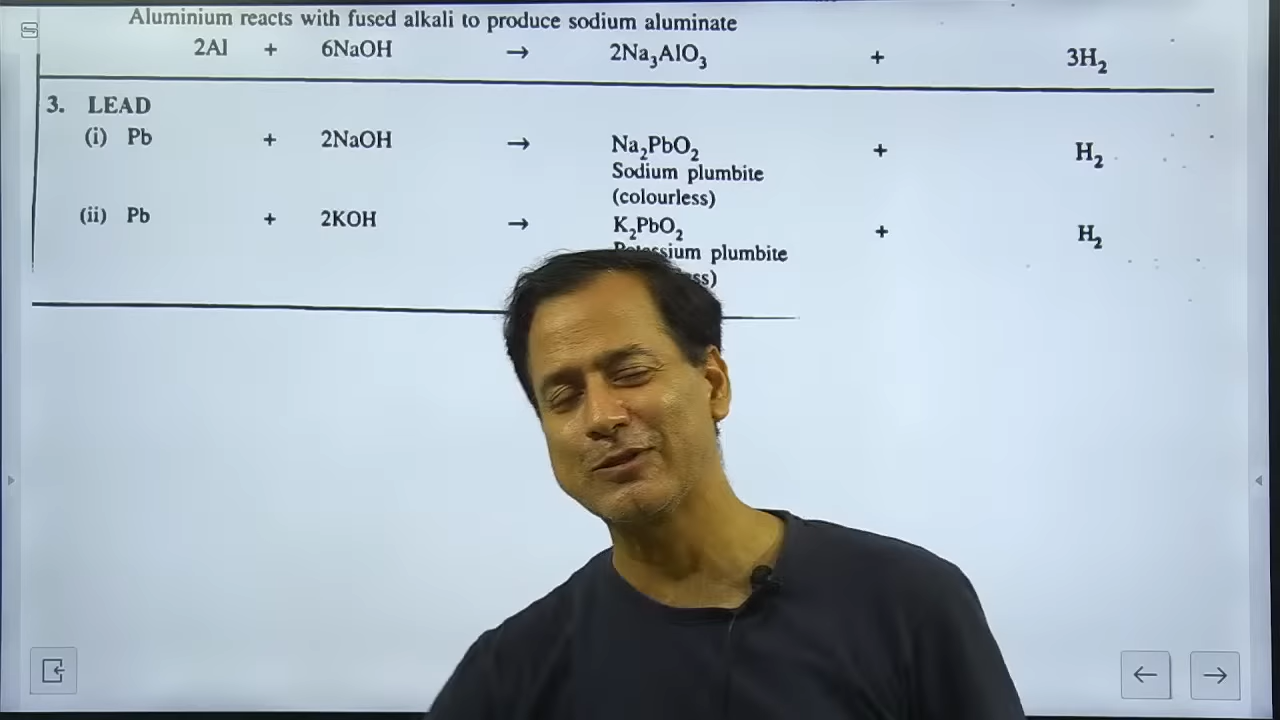 Aluminium reacts with fused alkali to produce sodium aluminate
2Al + 6NaOH → 2Na₃AlO₃ + 3H₂
3. LEAD
(i) Pb + 2NaOH → Na₂PbO₂ + H₂
Sodium plumbite
(colourless)
(ii) Pb + 2KOH → K₂PbO₂ + H₂
plumbite